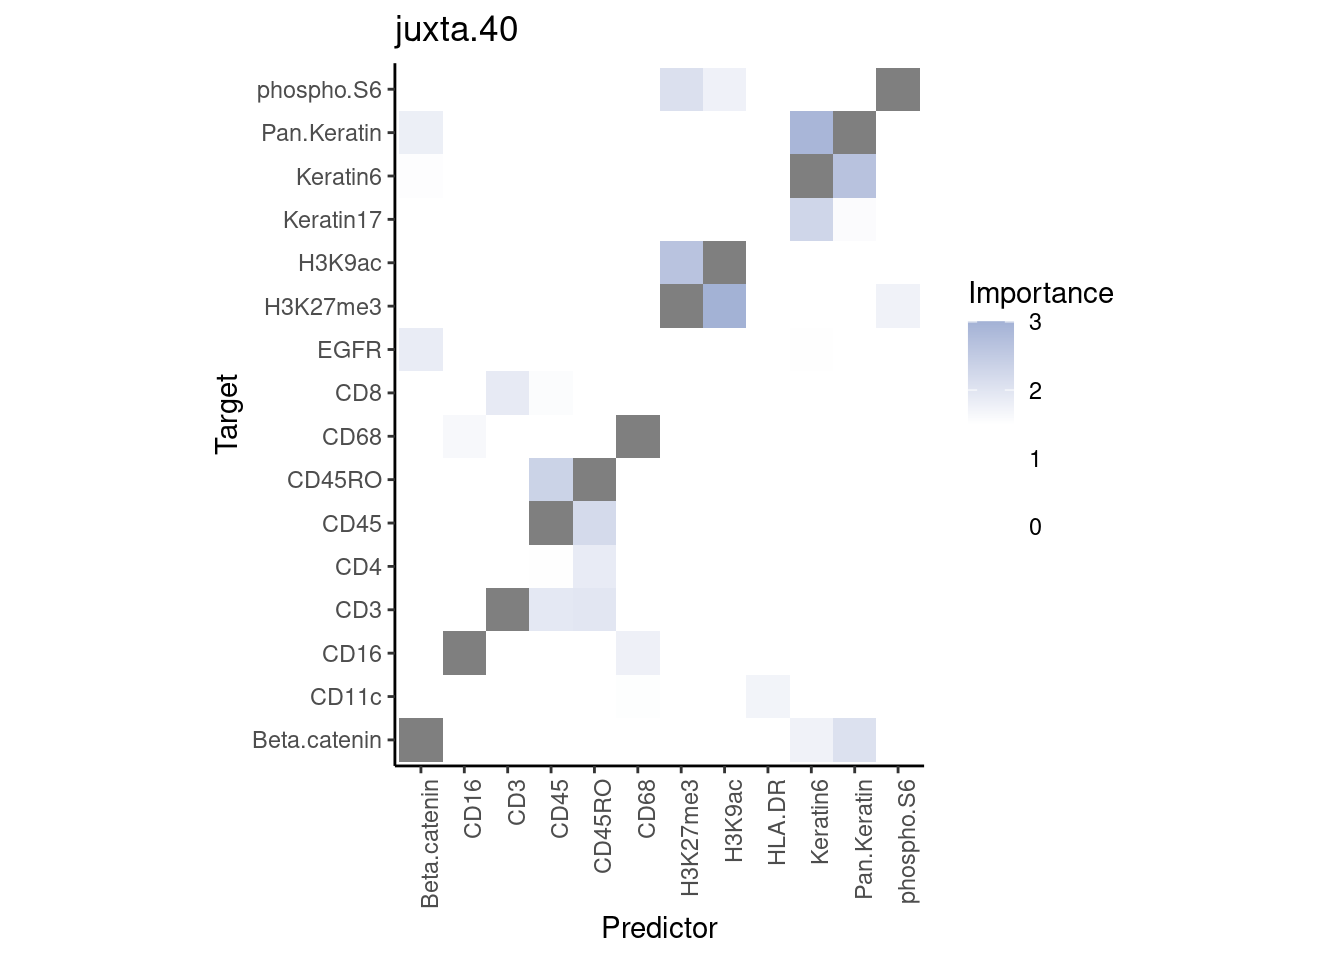 juxta.40
phospho.S6
Pan.Keratin
Keratin6
Keratin17
H3K9ac
H3K27me3
EGFR
CD8
CD68
CD45RO
CD45
CD4
CD3
CD16
CD11c
Beta.catenin
Target
Beta.catenin
CD16
CD3
CD45
CD45RO
CD68
H3K27me3
H3K9ac
HLA.DR
Keratin6
Pan.Keratin
phospho.S6
Predictor
Importance
3
2
1
0